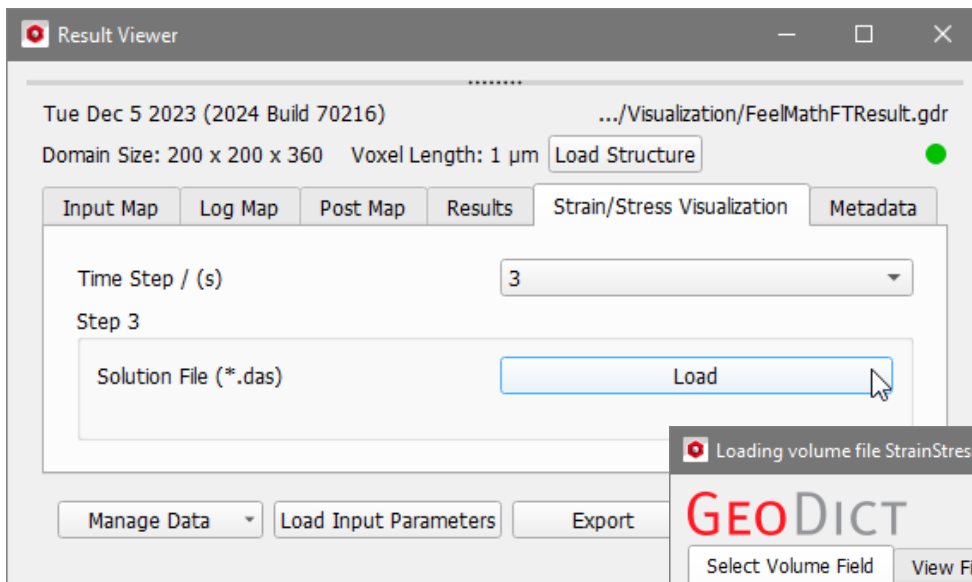 Result Viewer
Tue Dec 5 2023 (2024 Build 70216) .../Visualization/FeelMathFTResult.gdr
Domain Size: 200 x 200 x 360 Voxel Length: 1 µm Load Structure
Input Map Log Map Post Map Results Strain/Stress Visualization Metadata
Time Step / (s) 3
Step 3
Solution File (*.das) Load
Loading volume file StrainStres
Manage Data Load Input Parameters Export
GEODICT
Select Volume Field View Fi